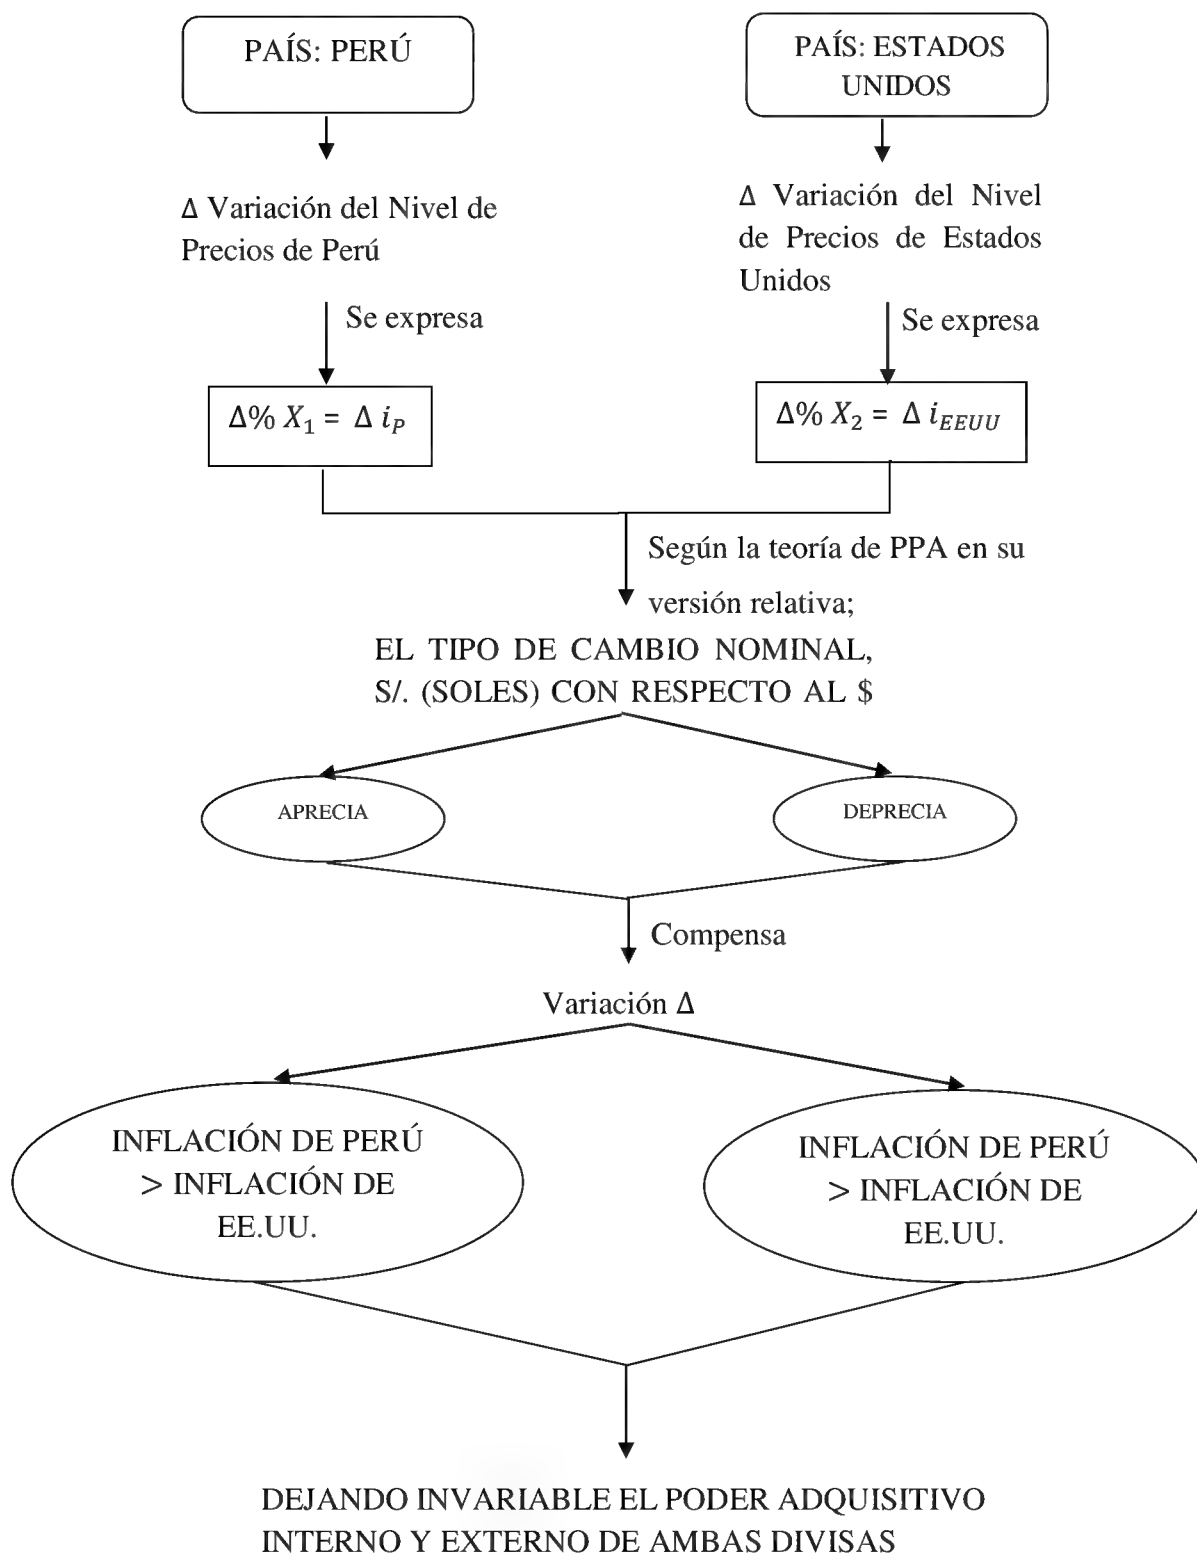 PAÍS: PERÚ
PAÍS: ESTADOS
UNIDOS
Δ Variación del Nivel de
Precios de Perú
Δ Variación del Nivel
de Precios de Estados
Unidos
Se expresa
Se expresa
Δ% X₁ = Δ i_P
Δ% X₂ = Δ i_EEUU
Según la teoría de PPA en su
versión relativa;
EL TIPO DE CAMBIO NOMINAL,
S/. (SOLES) CON RESPECTO AL $
APRECIA
DEPRECIA
Compensa
Variación Δ
INFLACIÓN DE PERÚ
> INFLACIÓN DE
EE.UU.
INFLACIÓN DE PERÚ
> INFLACIÓN DE
EE.UU.
DEJANDO INVARIABLE EL PODER ADQUISITIVO
INTERNO Y EXTERNO DE AMBAS DIVISAS